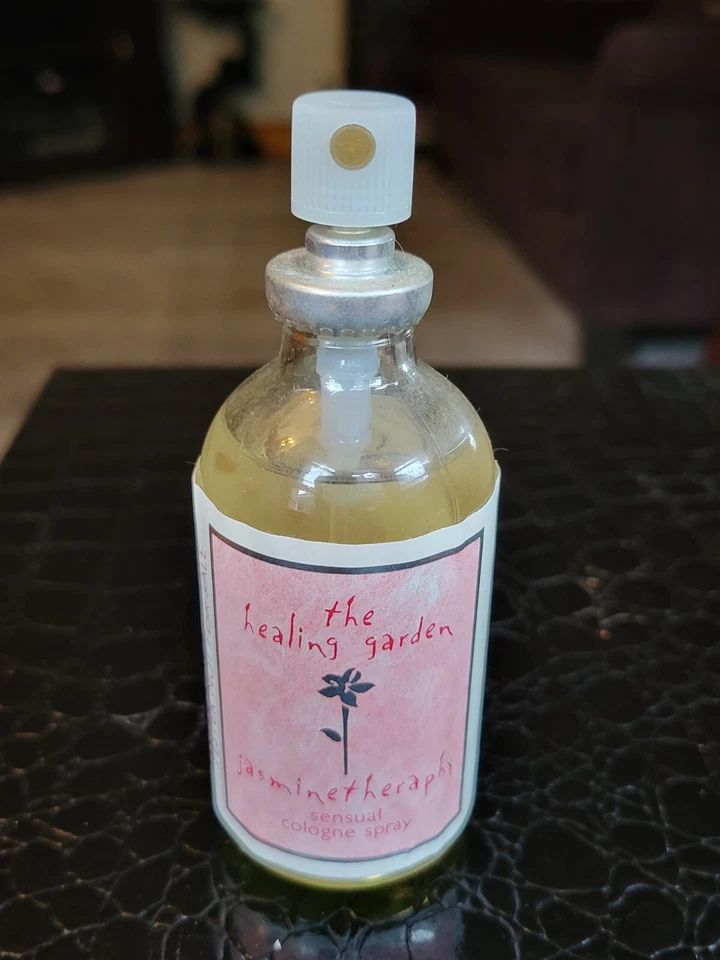 the
healing garden
jasminetheraphy
sensual
cologne spray